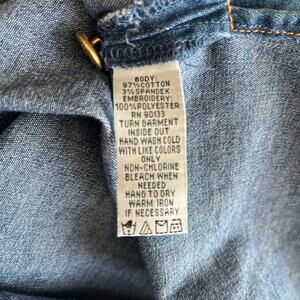 BODY:
97%COTTON
3%SPANDEX
EMBROIDERY:
100%POLYESTER
RN 90133
TURN GARMENT
INSIDE OUT
HAND WASH COLD
WITH LIKE COLORS
ONLY
NON-CHLORINE
BLEACH WHEN
NEEDED
HANG TO DRY
WARM IRON
IF NECESSARY